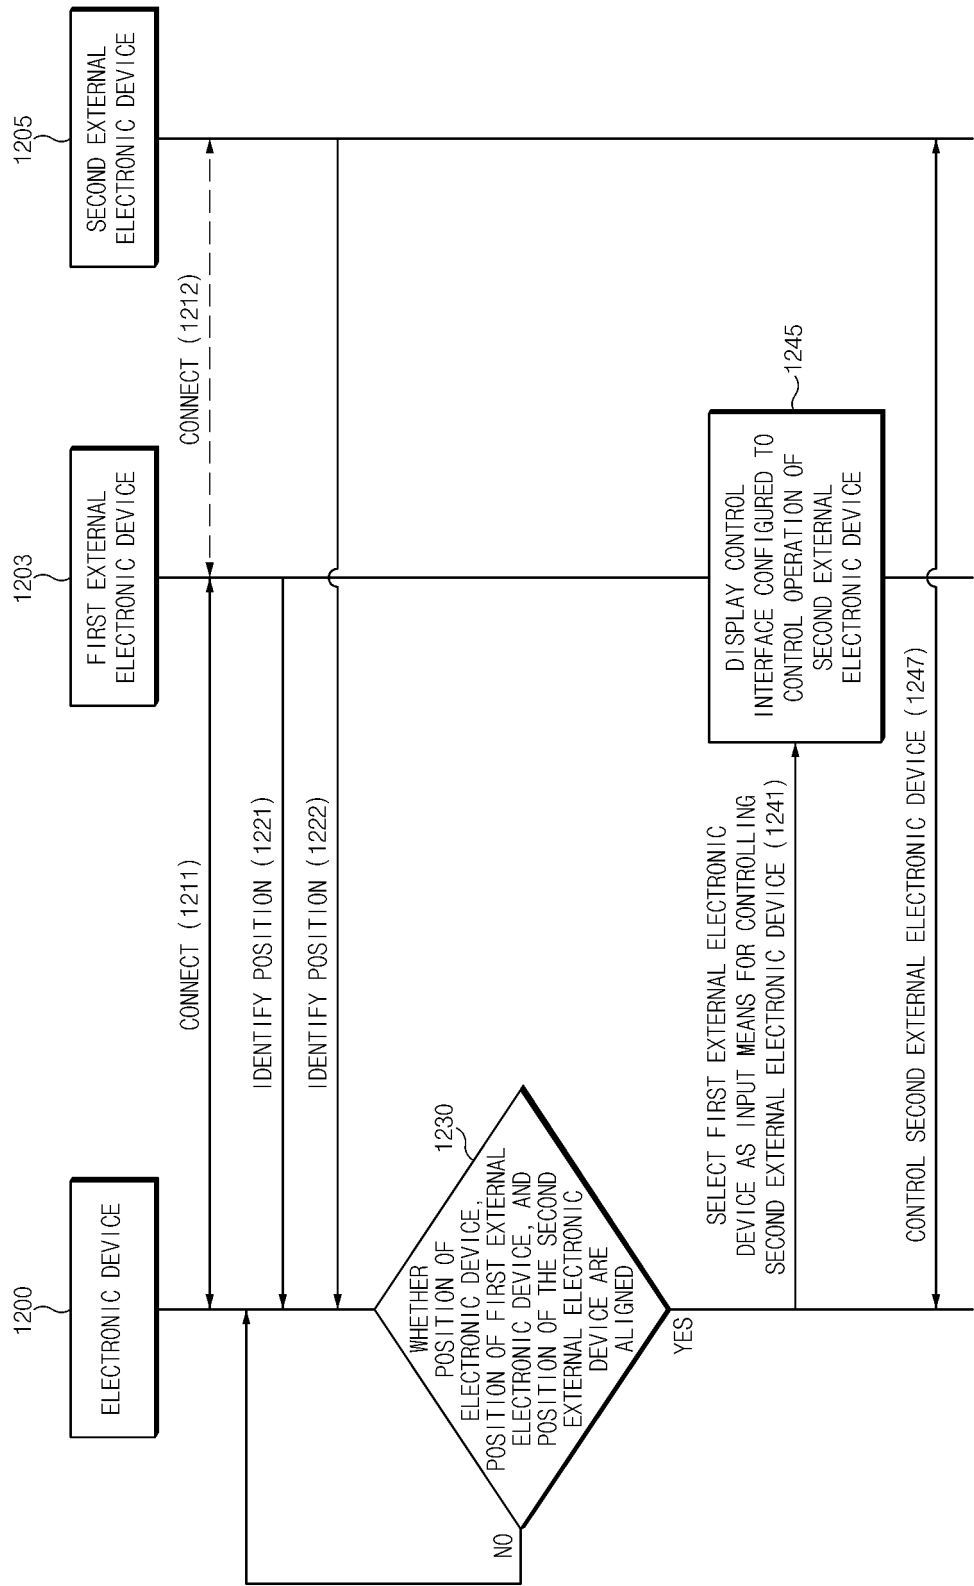 1200
ELECTRONIC DEVICE
1203
FIRST EXTERNAL
ELECTRONIC DEVICE
1205
SECOND EXTERNAL
ELECTRONIC DEVICE
CONNECT (1211)
CONNECT (1212)
IDENTIFY POSITION (1221)
IDENTIFY POSITION (1222)
1230
WHETHER
POSITION OF
ELECTRONIC DEVICE,
POSITION OF FIRST EXTERNAL
ELECTRONIC DEVICE, AND
POSITION OF THE SECOND
EXTERNAL ELECTRONIC
DEVICE ARE
ALIGNED
NO
YES
SELECT FIRST EXTERNAL ELECTRONIC
DEVICE AS INPUT MEANS FOR CONTROLLING
SECOND EXTERNAL ELECTRONIC DEVICE (1241)
1245
DISPLAY CONTROL
INTERFACE CONFIGURED TO
CONTROL OPERATION OF
SECOND EXTERNAL
ELECTRONIC DEVICE
CONTROL SECOND EXTERNAL ELECTRONIC DEVICE (1247)